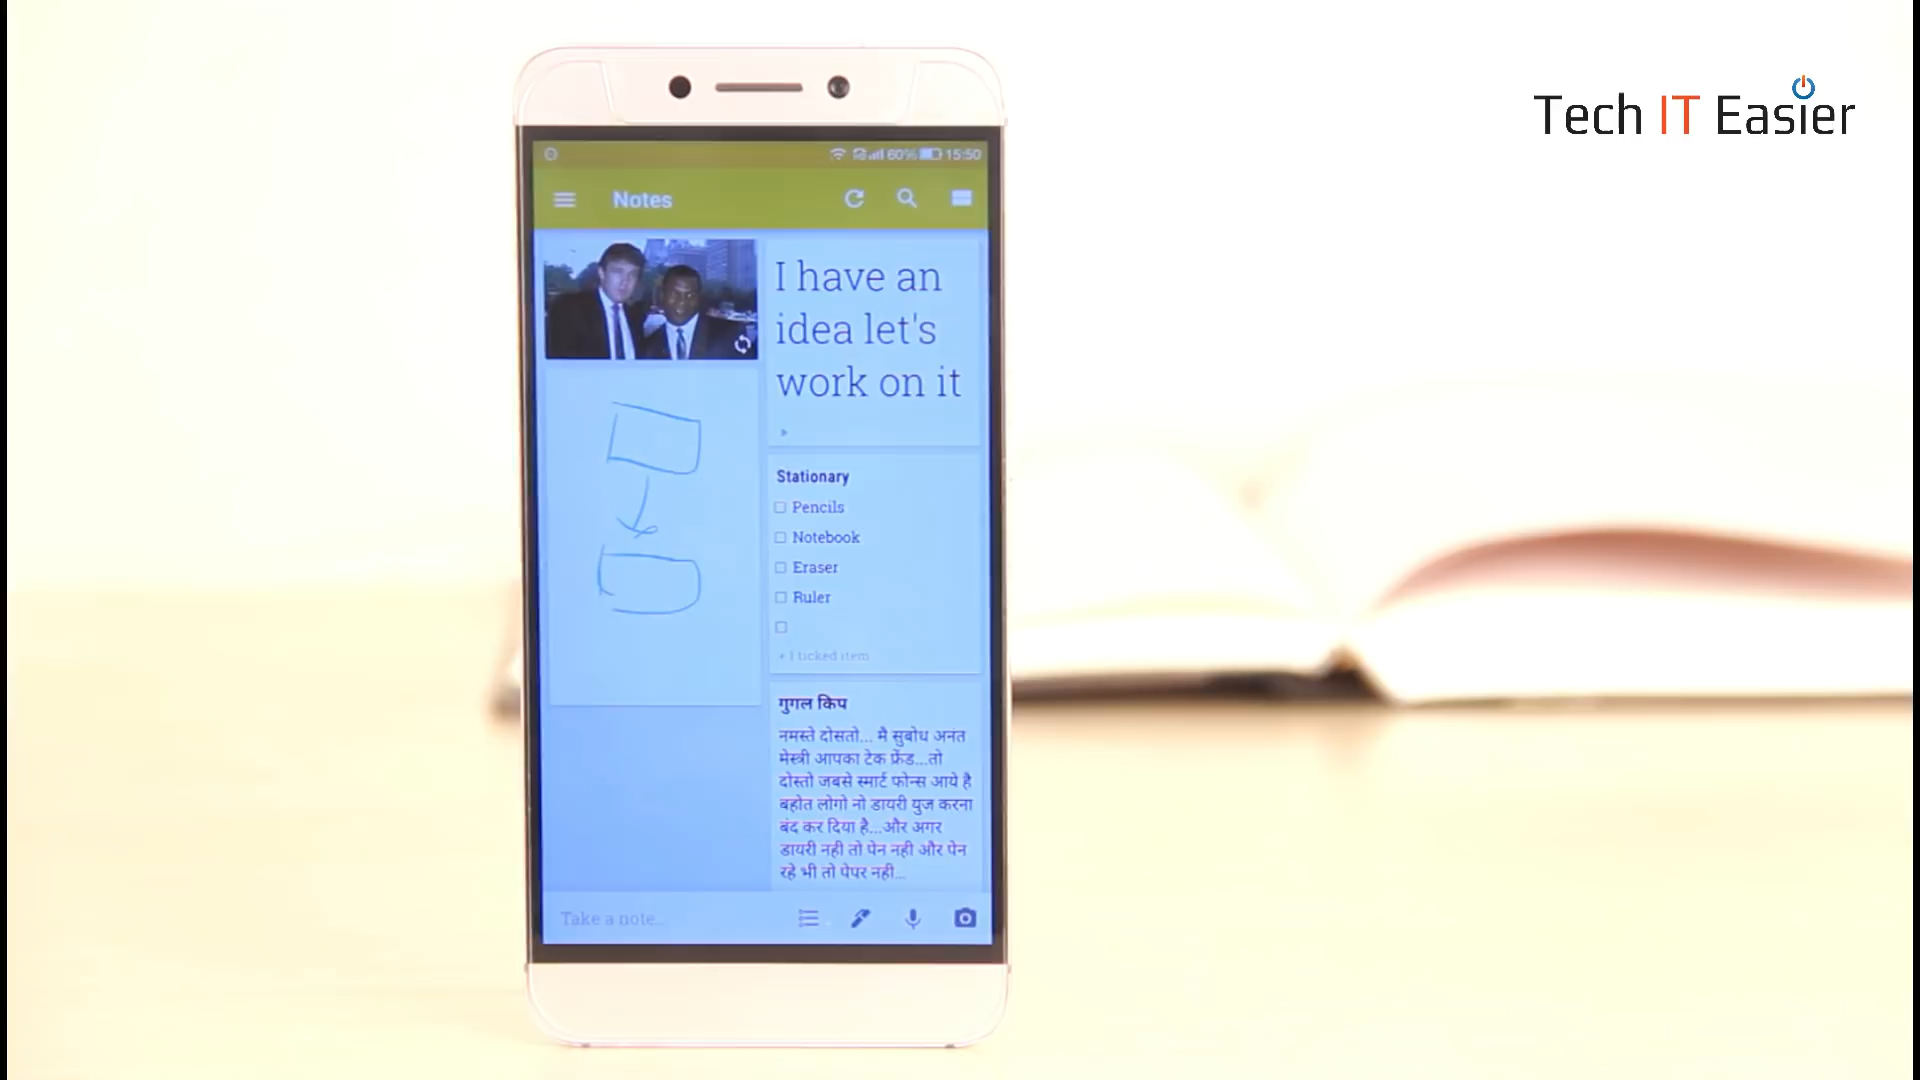 Tech IT Easier
60% 15:50
Notes
I have an
idea let's
work on it
Stationary
Pencils
Notebook
Eraser
Ruler
+ 1 ticked item
गुगल किप
नमस्ते दोसतो... मै सुबोध अनंत
मेस्त्री आपका टेक फ्रेंड...तो
दोस्तो जबसे स्मार्ट फोन्स आये है
बहोत लोगो नो डायरी युज करना
बंद कर दिया है...और अगर
डायरी नही तो पेन नही और पेन
रहे भी तो पेपर नही...
Take a note...